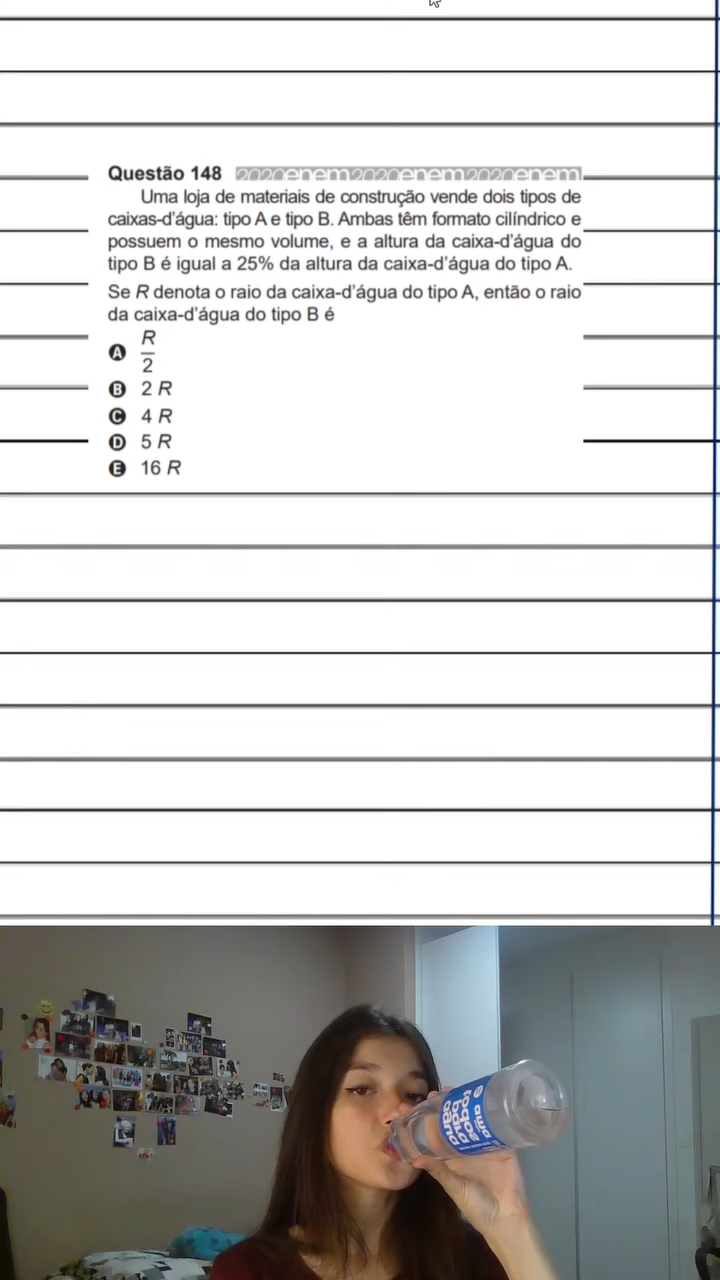 Questão 148 2020enem2020enem2020enem
Uma loja de materiais de construção vende dois tipos de
caixas-d'água: tipo A e tipo B. Ambas têm formato cilíndrico e
possuem o mesmo volume, e a altura da caixa-d'água do
tipo B é igual a 25% da altura da caixa-d'água do tipo A.
Se R denota o raio da caixa-d'água do tipo A, então o raio
da caixa-d'água do tipo B é
A R/2
B 2 R
C 4 R
D 5 R
E 16 R